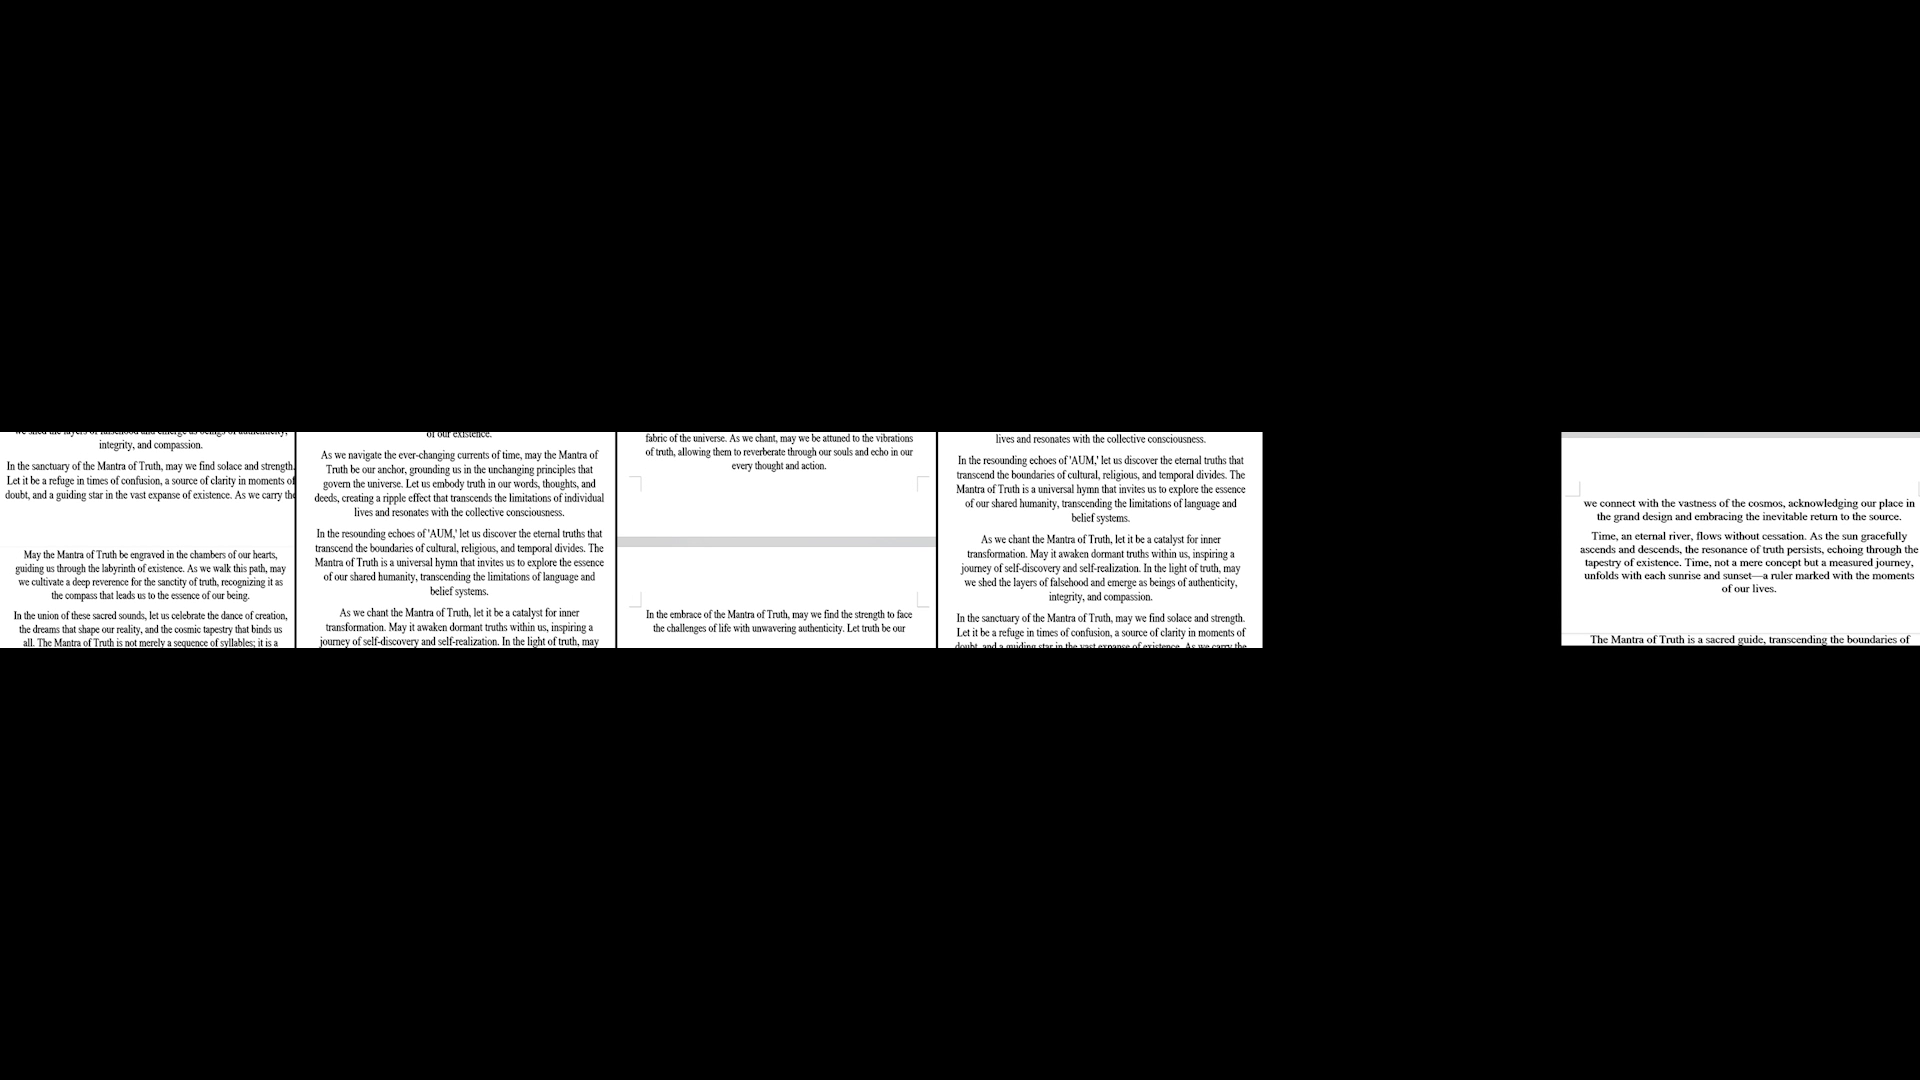 we shed the layers of falsehood and emerge as beings of authenticity,
integrity, and compassion.
In the sanctuary of the Mantra of Truth, may we find solace and strength.
Let it be a refuge in times of confusion, a source of clarity in moments of
doubt, and a guiding star in the vast expanse of existence. As we carry the
May the Mantra of Truth be engraved in the chambers of our hearts,
guiding us through the labyrinth of existence. As we walk this path, may
we cultivate a deep reverence for the sanctity of truth, recognizing it as
the compass that leads us to the essence of our being.
In the union of these sacred sounds, let us celebrate the dance of creation,
the dreams that shape our reality, and the cosmic tapestry that binds us
all. The Mantra of Truth is not merely a sequence of syllables; it is a
of our existence.
As we navigate the ever-changing currents of time, may the Mantra of
Truth be our anchor, grounding us in the unchanging principles that
govern the universe. Let us embody truth in our words, thoughts, and
deeds, creating a ripple effect that transcends the limitations of individual
lives and resonates with the collective consciousness.
In the resounding echoes of 'AUM,' let us discover the eternal truths that
transcend the boundaries of cultural, religious, and temporal divides. The
Mantra of Truth is a universal hymn that invites us to explore the essence
of our shared humanity, transcending the limitations of language and
belief systems.
As we chant the Mantra of Truth, let it be a catalyst for inner
transformation. May it awaken dormant truths within us, inspiring a
journey of self-discovery and self-realization. In the light of truth, may
fabric of the universe. As we chant, may we be attuned to the vibrations
of truth, allowing them to reverberate through our souls and echo in our
every thought and action.
In the embrace of the Mantra of Truth, may we find the strength to face
the challenges of life with unwavering authenticity. Let truth be our
lives and resonates with the collective consciousness.
In the resounding echoes of 'AUM,' let us discover the eternal truths that
transcend the boundaries of cultural, religious, and temporal divides. The
Mantra of Truth is a universal hymn that invites us to explore the essence
of our shared humanity, transcending the limitations of language and
belief systems.
As we chant the Mantra of Truth, let it be a catalyst for inner
transformation. May it awaken dormant truths within us, inspiring a
journey of self-discovery and self-realization. In the light of truth, may
we shed the layers of falsehood and emerge as beings of authenticity,
integrity, and compassion.
In the sanctuary of the Mantra of Truth, may we find solace and strength.
Let it be a refuge in times of confusion, a source of clarity in moments of
doubt, and a guiding star in the vast expanse of existence. As we carry the
we connect with the vastness of the cosmos, acknowledging our place in
the grand design and embracing the inevitable return to the source.
Time, an eternal river, flows without cessation. As the sun gracefully
ascends and descends, the resonance of truth persists, echoing through the
tapestry of existence. Time, not a mere concept but a measured journey,
unfolds with each sunrise and sunset—a ruler marked with the moments
of our lives.
The Mantra of Truth is a sacred guide, transcending the boundaries of